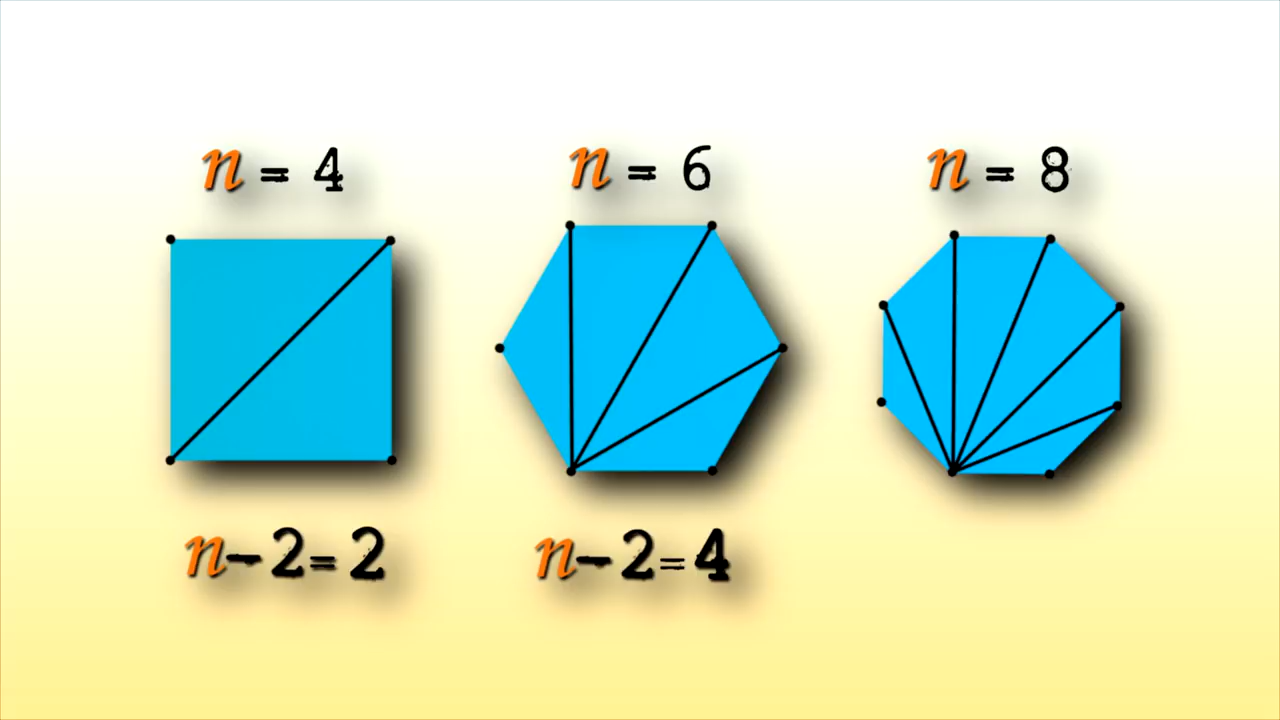 n = 4
n = 6
n = 8
n-2=2
n-2=4